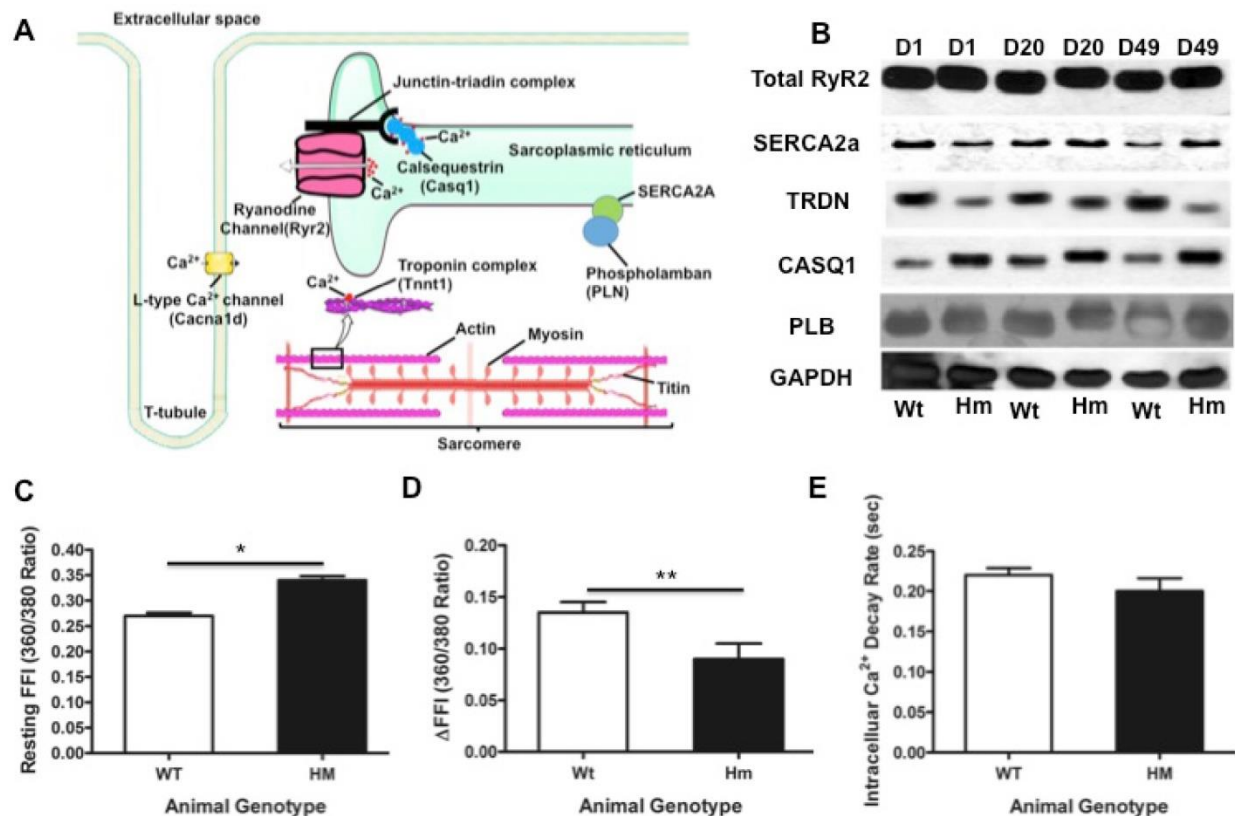 A
Extracellular space
Junctin-triadin complex
Ca2+
Calsequestrin
(Casq1)
Sarcoplasmic reticulum
Ca2+
Ryanodine
Channel(Ryr2)
SERCA2A
Phospholamban
(PLN)
Ca2+
L-type Ca2+ channel
(Cacna1d)
Ca2+
Troponin complex
(Tnnt1)
Actin
Myosin
Titin
T-tubule
Sarcomere
B
D1 D1 D20 D20 D49 D49
Total RyR2
SERCA2a
TRDN
CASQ1
PLB
GAPDH
Wt Hm Wt Hm Wt Hm
C
Resting FFI (360/380 Ratio)
0.40
0.35
0.30
0.25
0.20
0.15
0.10
0.05
0.00
*
WT HM
Animal Genotype
D
ΔFFI (360/380 Ratio)
0.20
0.15
0.10
0.05
0.00
**
Wt Hm
Animal Genotype
E
Intracelluar Ca2+ Decay Rate (sec)
0.25
0.20
0.15
0.10
0.05
0.00
WT HM
Animal Genotype